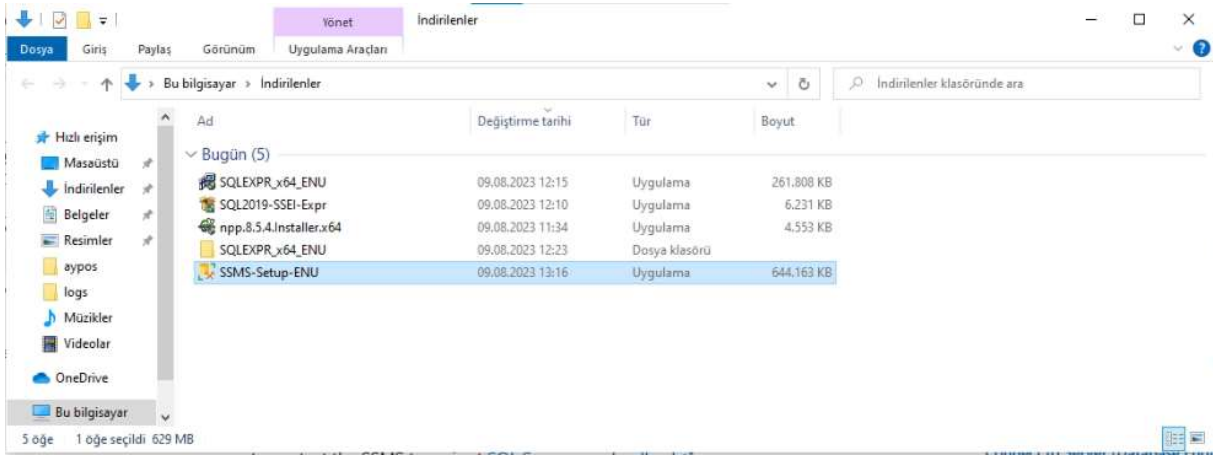 Yönet
İndirilenler
Dosya
Giriş
Paylaş
Görünüm
Uygulama Araçları
Bu bilgisayar
İndirilenler
İndirilenler klasöründe ara
Ad
Değiştirme tarihi
Tür
Boyut
Hızlı erişim
Masaüstü
İndirilenler
Belgeler
Resimler
aypos
logs
Müzikler
Videolar
OneDrive
Bu bilgisayar
Bugün (5)
SQLEXPR_x64_ENU 09.08.2023 12:15 Uygulama 261.808 KB
SQL2019-SSEI-Expr 09.08.2023 12:10 Uygulama 6.231 KB
npp.8.5.4.Installer.x64 09.08.2023 11:34 Uygulama 4.553 KB
SQLEXPR_x64_ENU 09.08.2023 12:23 Dosya klasörü
SSMS-Setup-ENU 09.08.2023 13:16 Uygulama 644.163 KB
5 öğe 1 öğe seçildi 629 MB